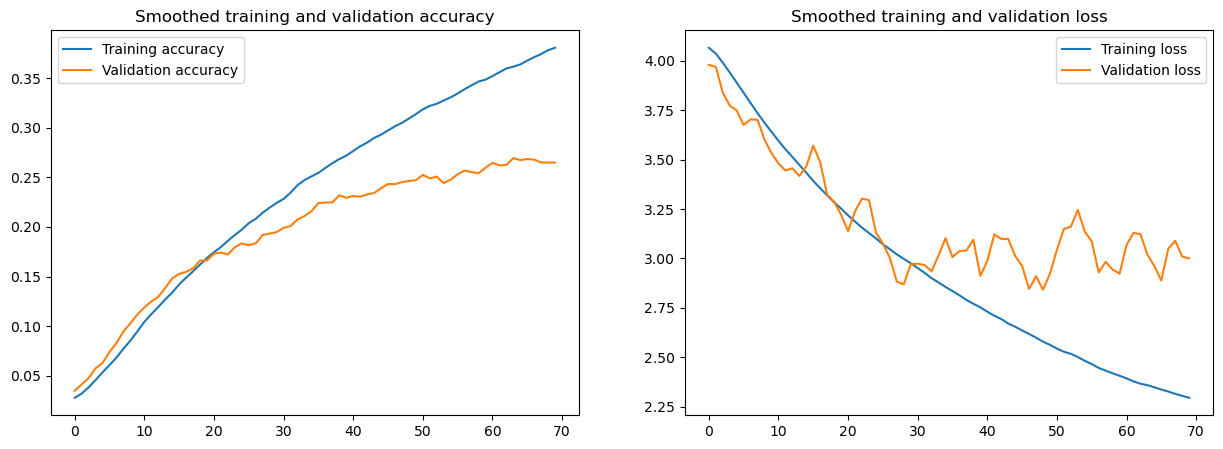 Smoothed training and validation accuracy
Training accuracy
Validation accuracy
0.35
0.30
0.25
0.20
0.15
0.10
0.05
0 10 20 30 40 50 60 70
Smoothed training and validation loss
Training loss
Validation loss
4.00
3.75
3.50
3.25
3.00
2.75
2.50
2.25
0 10 20 30 40 50 60 70